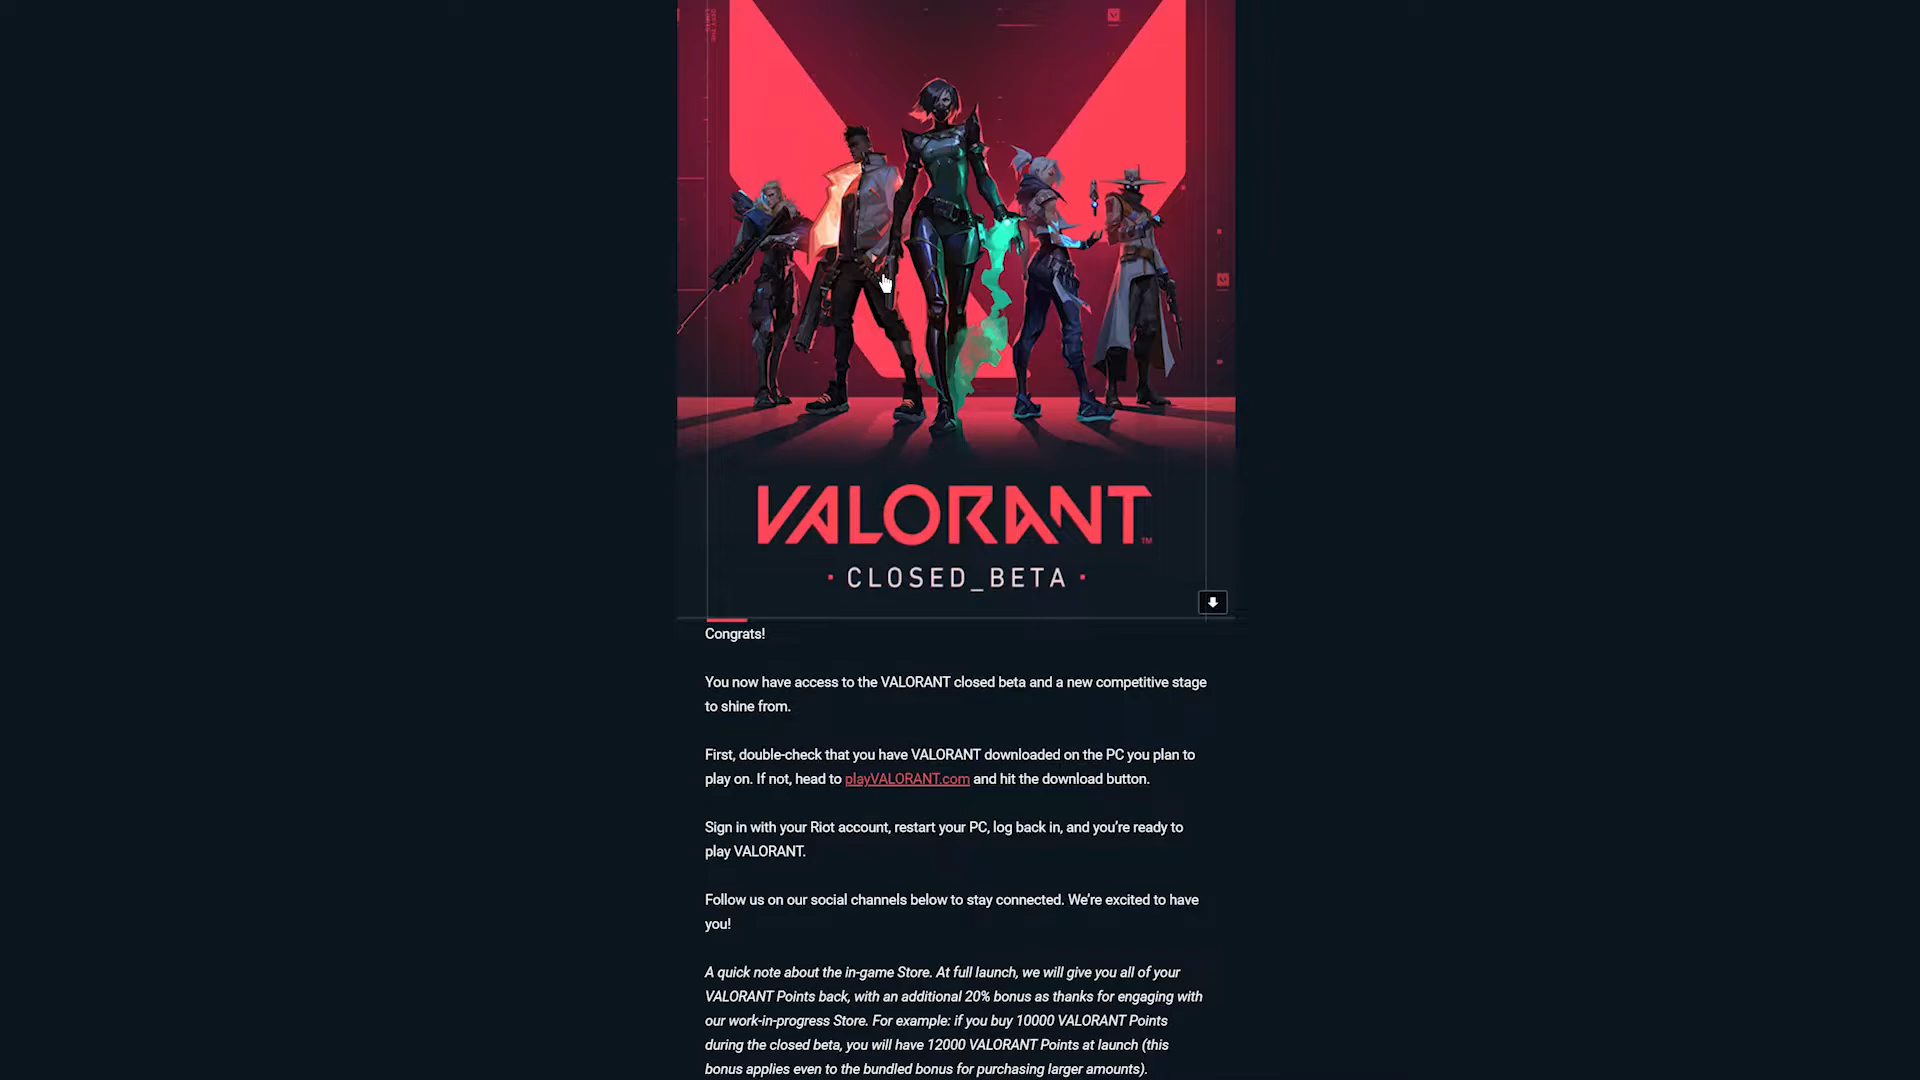 VALORANT
TM
· CLOSED_BETA ·
Congrats!
You now have access to the VALORANT closed beta and a new competitive stage
to shine from.
First, double-check that you have VALORANT downloaded on the PC you plan to
play on. If not, head to playVALORANT.com and hit the download button.
Sign in with your Riot account, restart your PC, log back in, and you’re ready to
play VALORANT.
Follow us on our social channels below to stay connected. We’re excited to have
you!
A quick note about the in-game Store. At full launch, we will give you all of your
VALORANT Points back, with an additional 20% bonus as thanks for engaging with
our work-in-progress Store. For example: if you buy 10000 VALORANT Points
during the closed beta, you will have 12000 VALORANT Points at launch (this
bonus applies even to the bundled bonus for purchasing larger amounts).